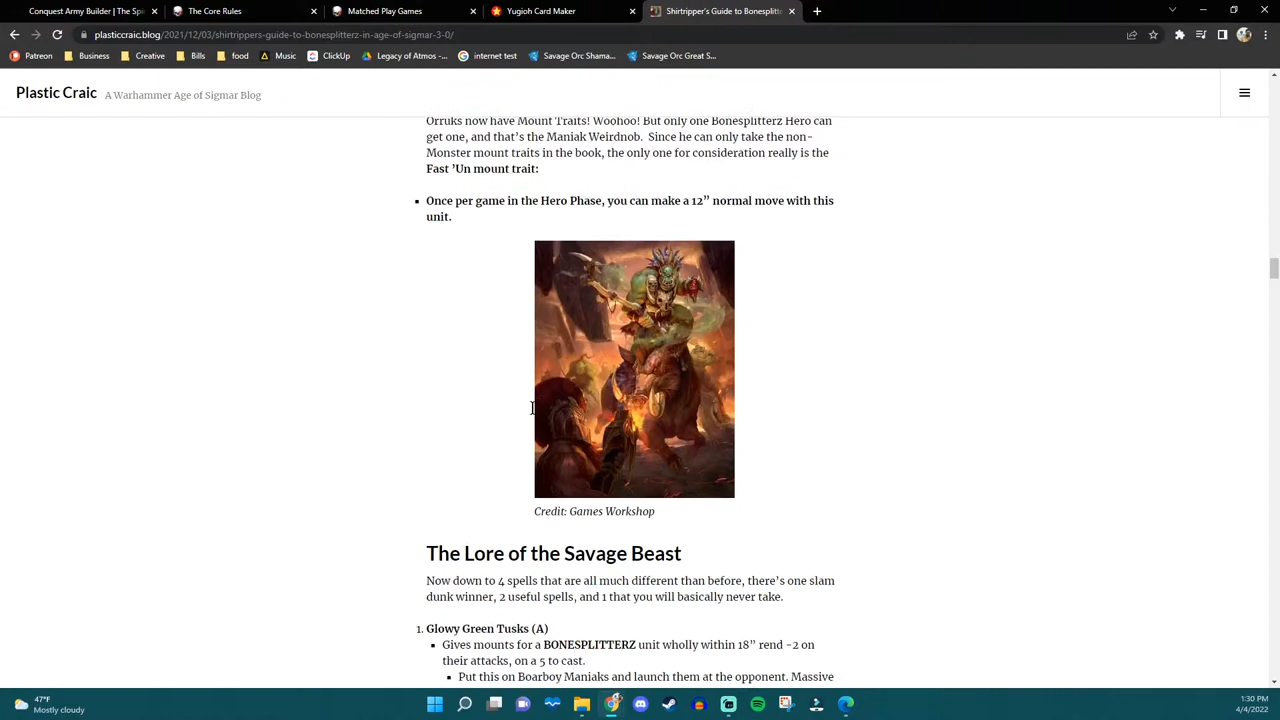 Conquest Army Builder | The Spi
The Core Rules
Matched Play Games
Yugioh Card Maker
Shirtripper's Guide to Bonesplitt
plasticcraic.blog/2021/12/03/shirtrippers-guide-to-bonesplitterz-in-age-of-sigmar-3-0/
Patreon
Business
Creative
Bills
food
Music
ClickUp
Legacy of Atmos -...
internet test
Savage Orc Shama...
Savage Orc Great S...
Plastic Craic
A Warhammer Age of Sigmar Blog
Orruks now have Mount Traits! Woohoo! But only one Bonesplitterz Hero can
get one, and that's the Maniak Weirdnob. Since he can only take the non-
Monster mount traits in the book, the only one for consideration really is the
Fast 'Un mount trait:
Once per game in the Hero Phase, you can make a 12" normal move with this
unit.
Credit: Games Workshop
The Lore of the Savage Beast
Now down to 4 spells that are all much different than before, there's one slam
dunk winner, 2 useful spells, and 1 that you will basically never take.
1. Glowy Green Tusks (A)
Gives mounts for a BONESPLITTERZ unit wholly within 18" rend -2 on
their attacks, on a 5 to cast.
Put this on Boarboy Maniaks and launch them at the opponent. Massive
47°F
Mostly cloudy
1:30 PM
4/4/2022